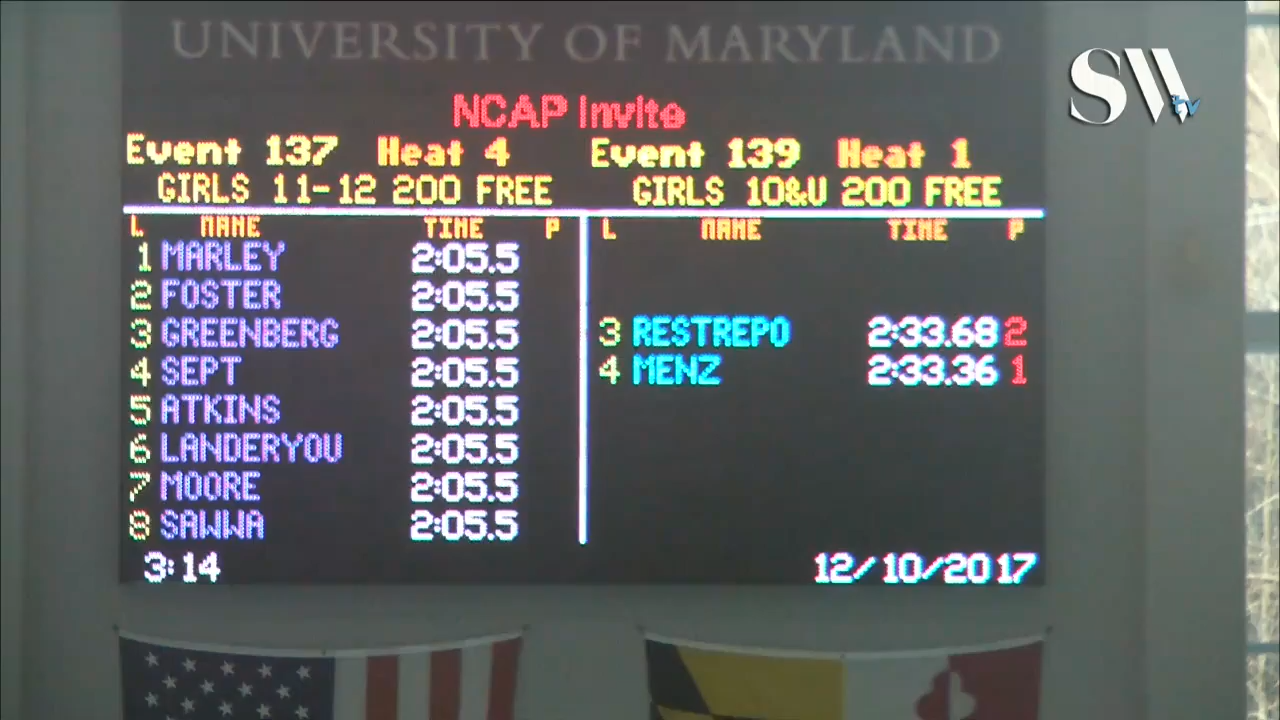 UNIVERSITY OF MARYLAND
SW tv
NCAP Invite
Event 137 Heat 4 Event 139 Heat 1
GIRLS 11-12 200 FREE GIRLS 10&U 200 FREE
L NAME TIME P L NAME TIME P
1 MARLEY 2:05.5
2 FOSTER 2:05.5
3 GREENBERG 2:05.5 3 RESTREPO 2:33.68 2
4 SEPT 2:05.5 4 MENZ 2:33.36 1
5 ATKINS 2:05.5
6 LANDERYOU 2:05.5
7 MOORE 2:05.5
8 SAWWA 2:05.5
3:14 12/10/2017